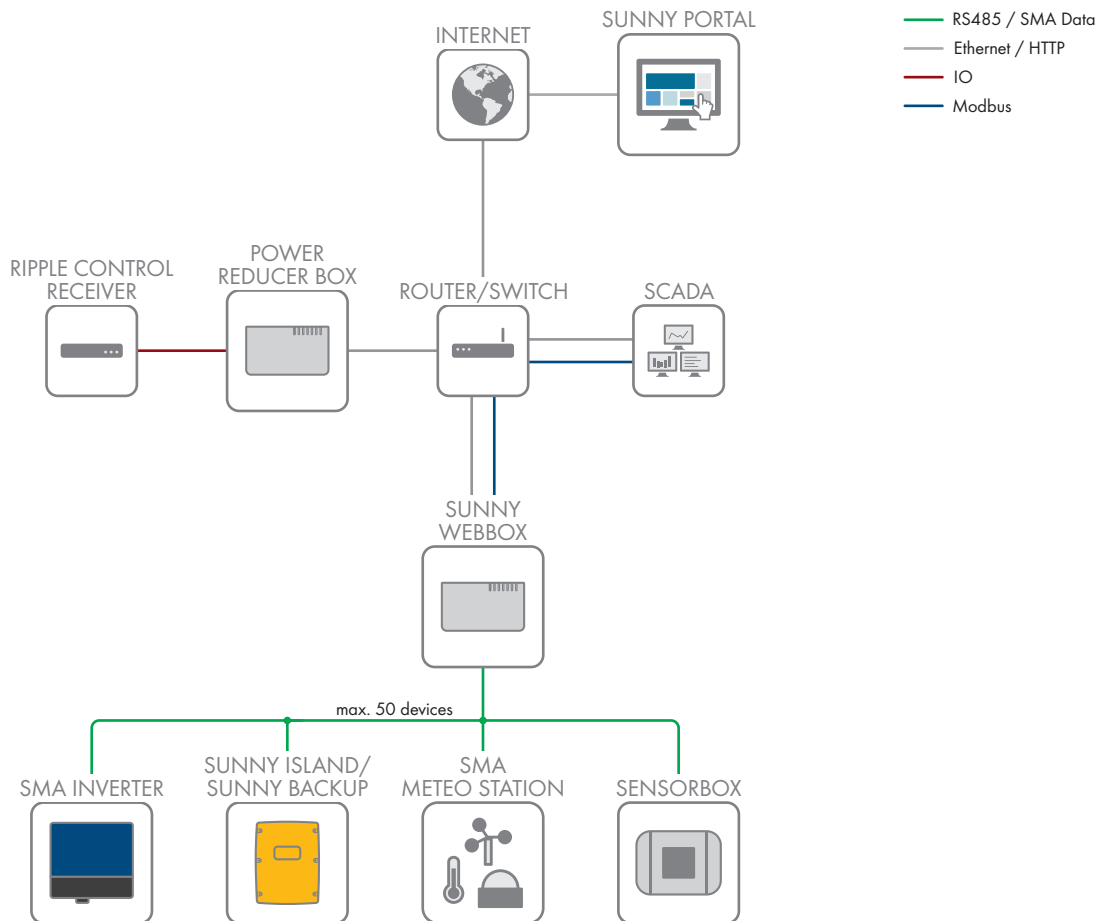 SUNNY PORTAL
INTERNET
RS485 / SMA Data
Ethernet / HTTP
IO
Modbus
RIPPLE CONTROL
RECEIVER
POWER
REDUCER BOX
ROUTER/SWITCH
SCADA
SUNNY
WEBBOX
max. 50 devices
SMA INVERTER
SUNNY ISLAND/
SUNNY BACKUP
SMA
METEO STATION
SENSORBOX